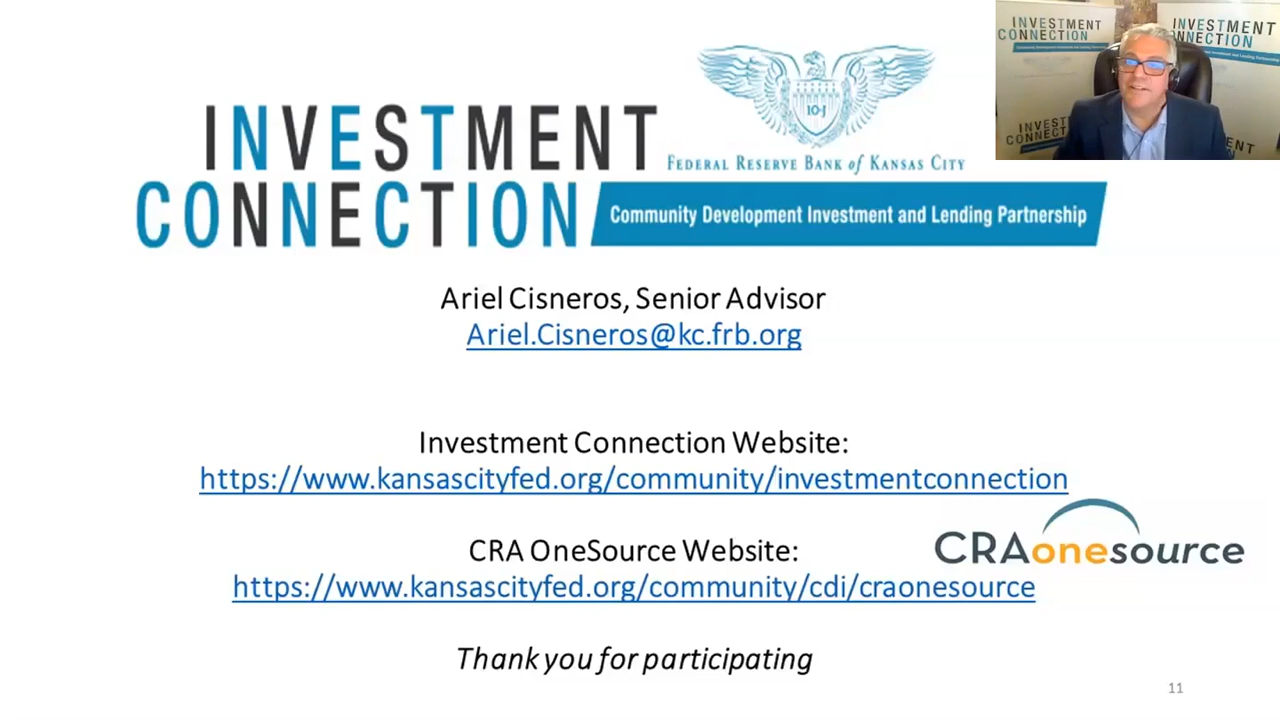 INVESTMENT
CONNECTION
10-J
FEDERAL RESERVE BANK of KANSAS CITY
Community Development Investment and Lending Partnership
INVESTMENT
CONNECTION
INVESTMENT
Ariel Cisneros, Senior Advisor
Ariel.Cisneros@kc.frb.org
Investment Connection Website:
https://www.kansascityfed.org/community/investmentconnection
CRA OneSource Website:
https://www.kansascityfed.org/community/cdi/craonesource
CRAonesource
Thank you for participating
11